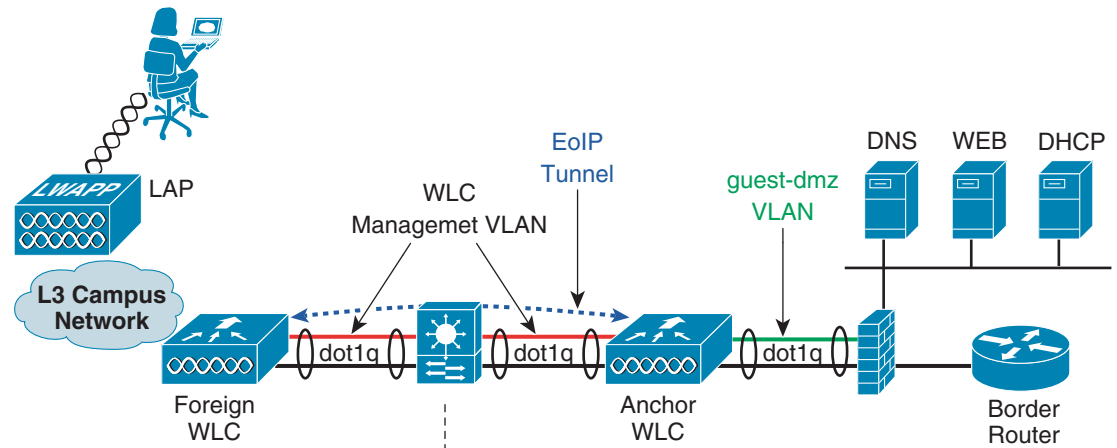 LWAPP
LAP
L3 Campus
Network
WLC
Managemet VLAN
EoIP
Tunnel
guest-dmz
VLAN
DNS
WEB
DHCP
dot1q
dot1q
dot1q
Foreign
WLC
Anchor
WLC
Border
Router